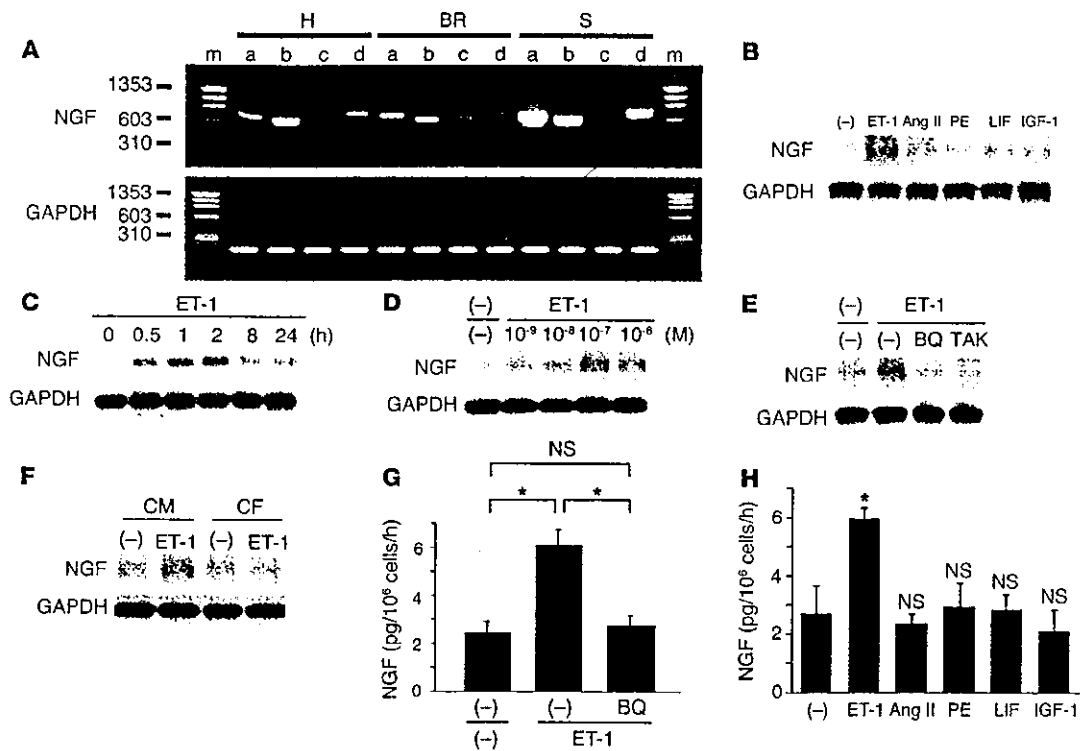 A
H BR S
m a b c d a b c d a b c d m
NGF
1353
603
310
GAPDH
1353
603
310
B
(–) ET-1 Ang II PE LIF IGF-1
NGF
GAPDH
C
ET-1
0 0.5 1 2 8 24 (h)
NGF
GAPDH
D
(–) ET-1
(–) 10⁻⁹ 10⁻⁸ 10⁻⁷ 10⁻⁶ (M)
NGF
GAPDH
E
(–) ET-1
(–) (–) BQ TAK
NGF
GAPDH
F
CM CF
(–) ET-1 (–) ET-1
NGF
GAPDH
G
NS
* *
NGF (pg/10⁶ cells/h)
6
4
2
0
(–) (–) BQ
(–) ET-1
H
NGF (pg/10⁶ cells/h)
6
4
2
0
* NS NS NS NS
(–) ET-1 Ang II PE LIF IGF-1